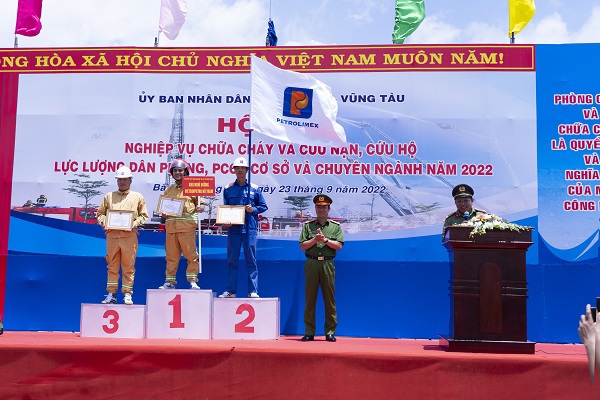 NG HÒA XÃ HỘI CHỦ NGHĨA VIỆT NAM MUÔN NĂM!
ỦY BAN NHÂN DÂN VŨNG TÀU
HỘ
NGHIỆP VỤ CHỮA CHÁY VÀ CỨU NẠN, CỨU HỘ
LỰC LƯỢNG DÂN PHÒNG, PCCC CƠ SỞ VÀ CHUYÊN NGÀNH NĂM 2022
23 tháng 9 năm 2022
PETROLIMEX
PHÒNG C
VÀ
CHỮA C
LÀ QUYỀ
VÀ
NGHĨA
CỦA M
CÔNG
3
1
2